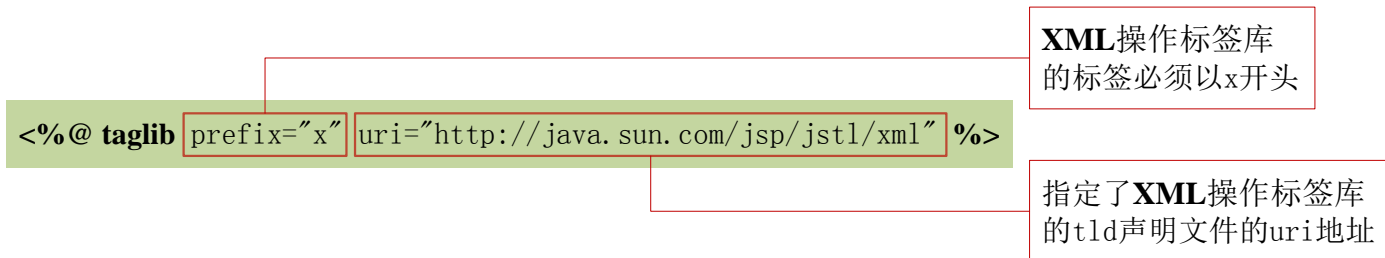 XML操作标签库
的标签必须以x开头
<%@ taglib prefix="x" uri="http://java.sun.com/jsp/jstl/xml" %>
指定了XML操作标签库
的tld声明文件的uri地址